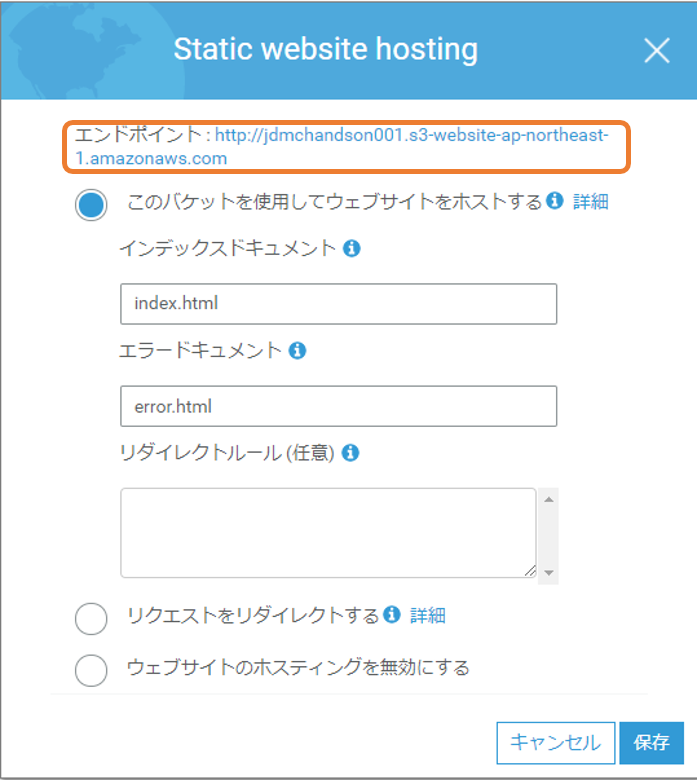 Static website hosting
エンドポイント : http://jdmchandson001.s3-website-ap-northeast-
1.amazonaws.com
このバケットを使用してウェブサイトをホストする 詳細
インデックスドキュメント
index.html
エラードキュメント
error.html
リダイレクトルール (任意)
リクエストをリダイレクトする 詳細
ウェブサイトのホスティングを無効にする
キャンセル 保存